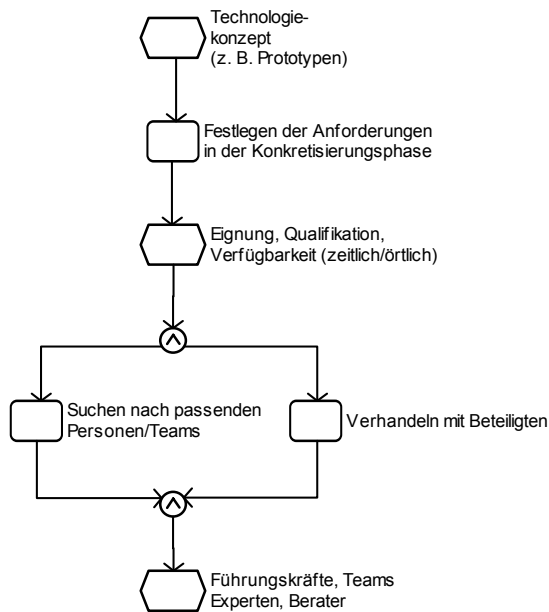 Technologie-
konzept
(z. B. Prototypen)
Festlegen der Anforderungen
in der Konkretisierungsphase
Eignung, Qualifikation,
Verfügbarkeit (zeitlich/örtlich)
Suchen nach passenden
Personen/Teams
Verhandeln mit Beteiligten
Führungskräfte, Teams
Experten, Berater